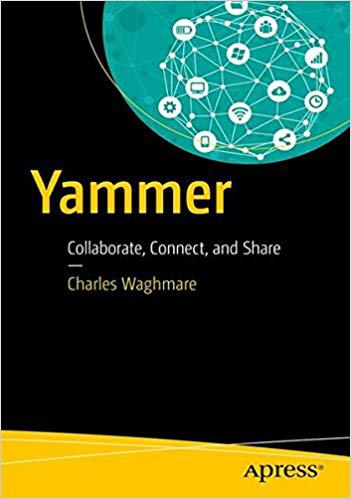 Yammer
Collaborate, Connect, and Share
—
Charles Waghmare
Apress®